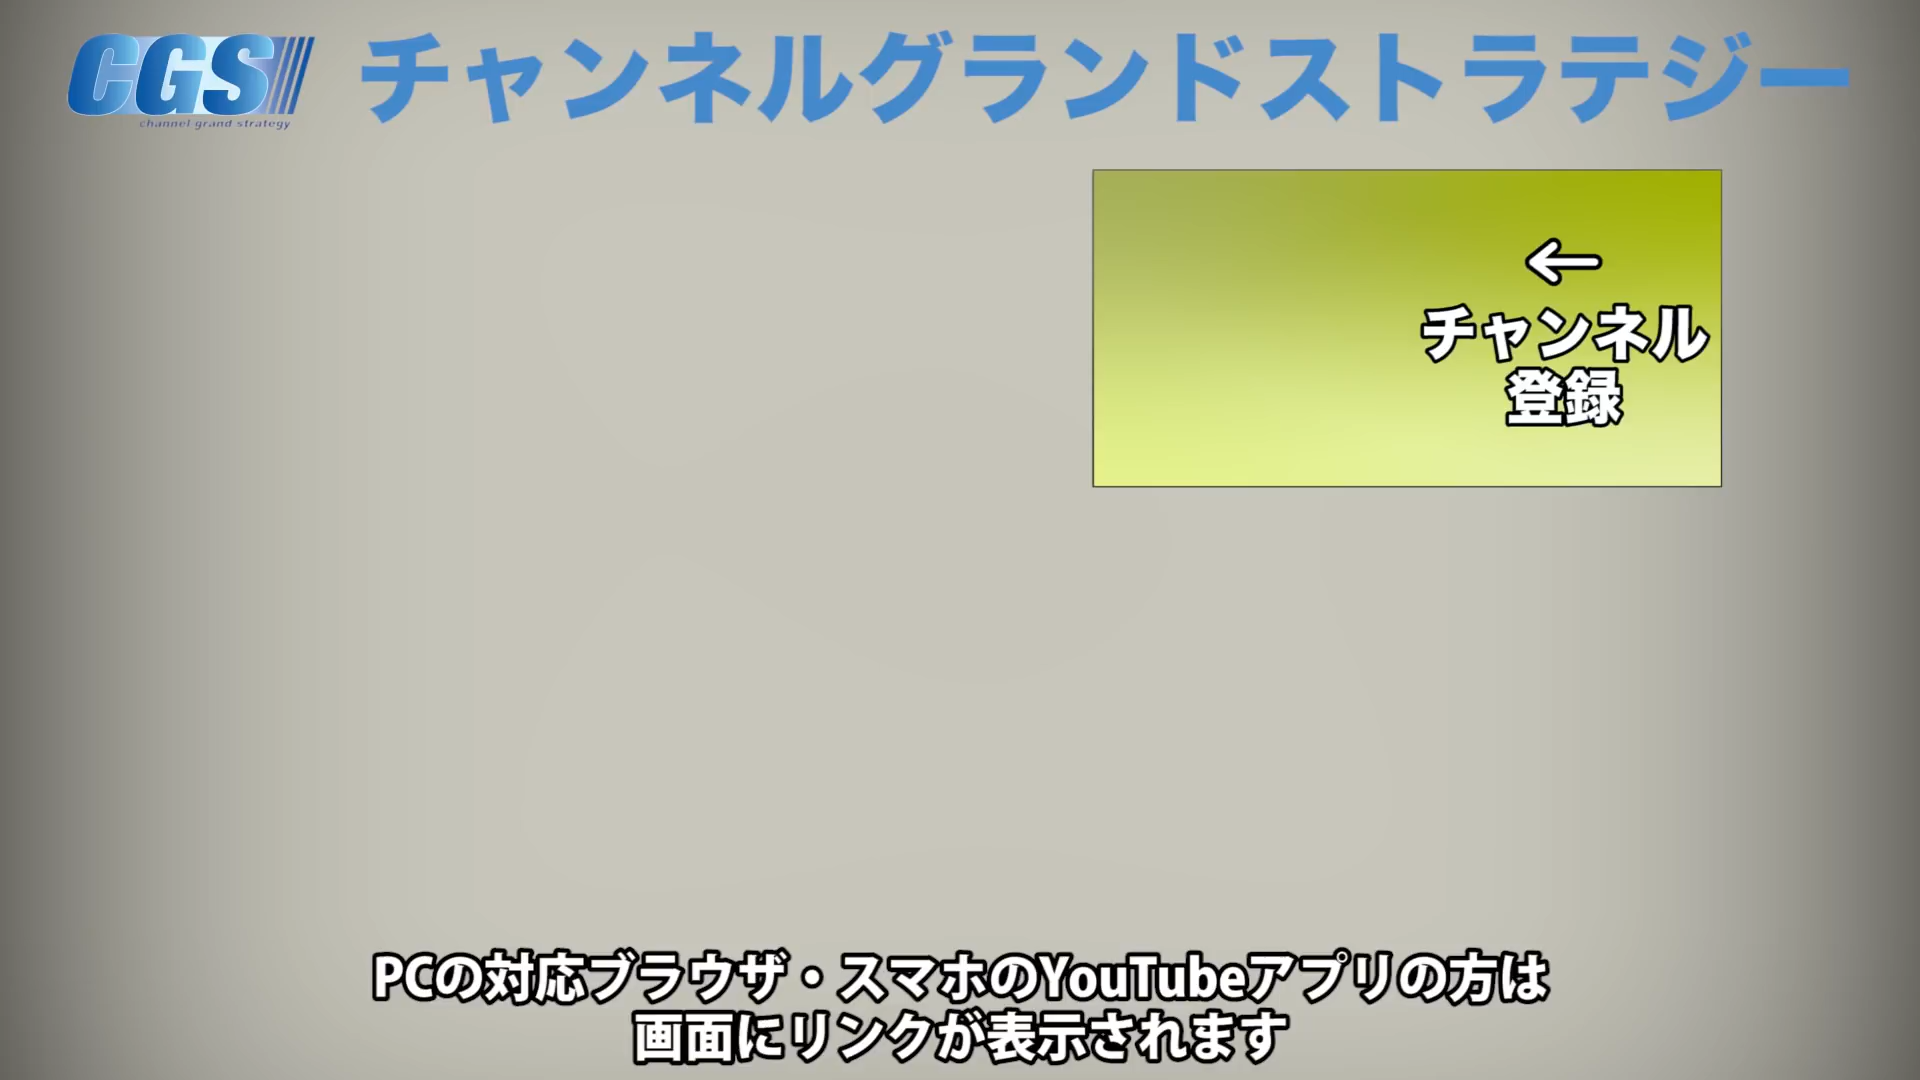 CGS
channel grand strategy
チャンネルグランドストラテジー
←
チャンネル
登録
PCの対応ブラウザ・スマホのYouTubeアプリの方は
画面にリンクが表示されます